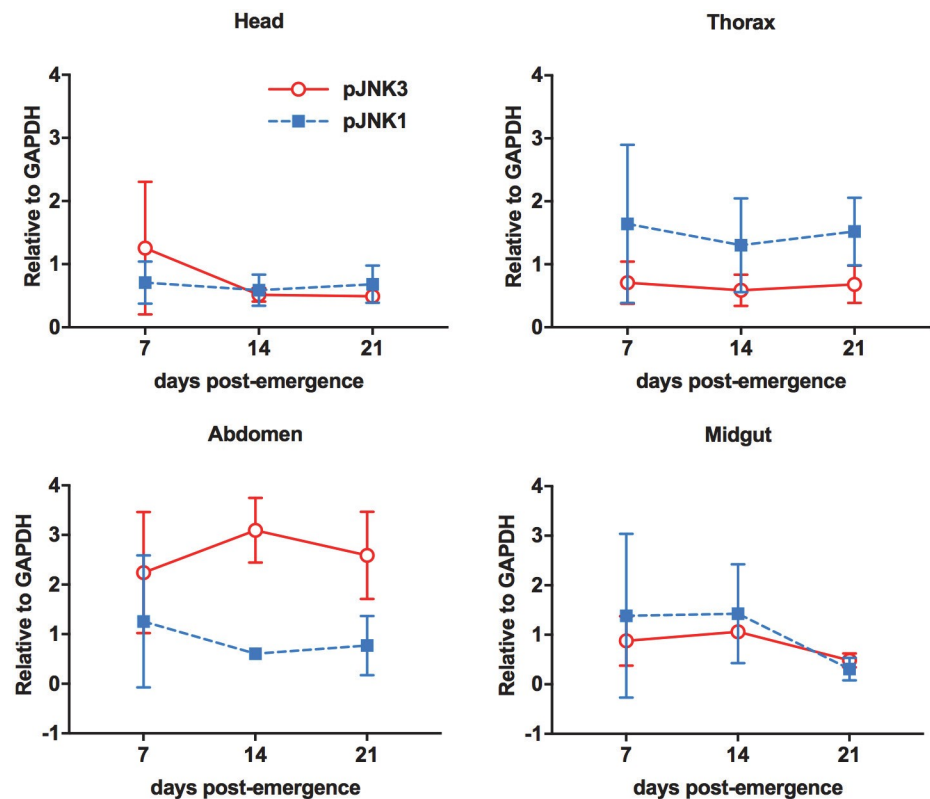 Head
4
3
2
1
0
Relative to GAPDH
pJNK3
pJNK1
7 14 21
days post-emergence
Thorax
4
3
2
1
0
Relative to GAPDH
7 14 21
days post-emergence
Abdomen
4
3
2
1
0
-1
Relative to GAPDH
7 14 21
days post-emergence
Midgut
4
3
2
1
0
-1
Relative to GAPDH
7 14 21
days post-emergence